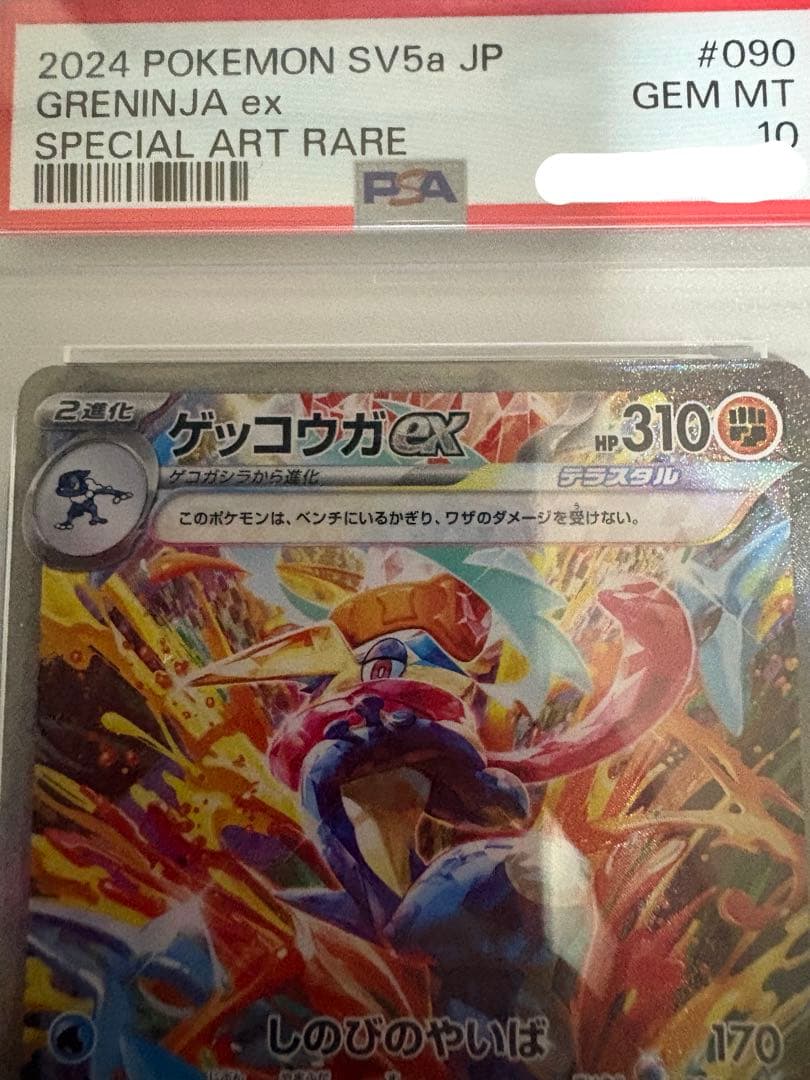 2024 POKEMON SV5a JP #090
GRENINJA ex GEM MT
SPECIAL ART RARE 10
PSA
2進化 ゲッコウガex HP310
ゲコガシラから進化 テラスタル
このポケモンは、ベンチにいるかぎり、ワザのダメージを受けない。
しのびのやいば 170